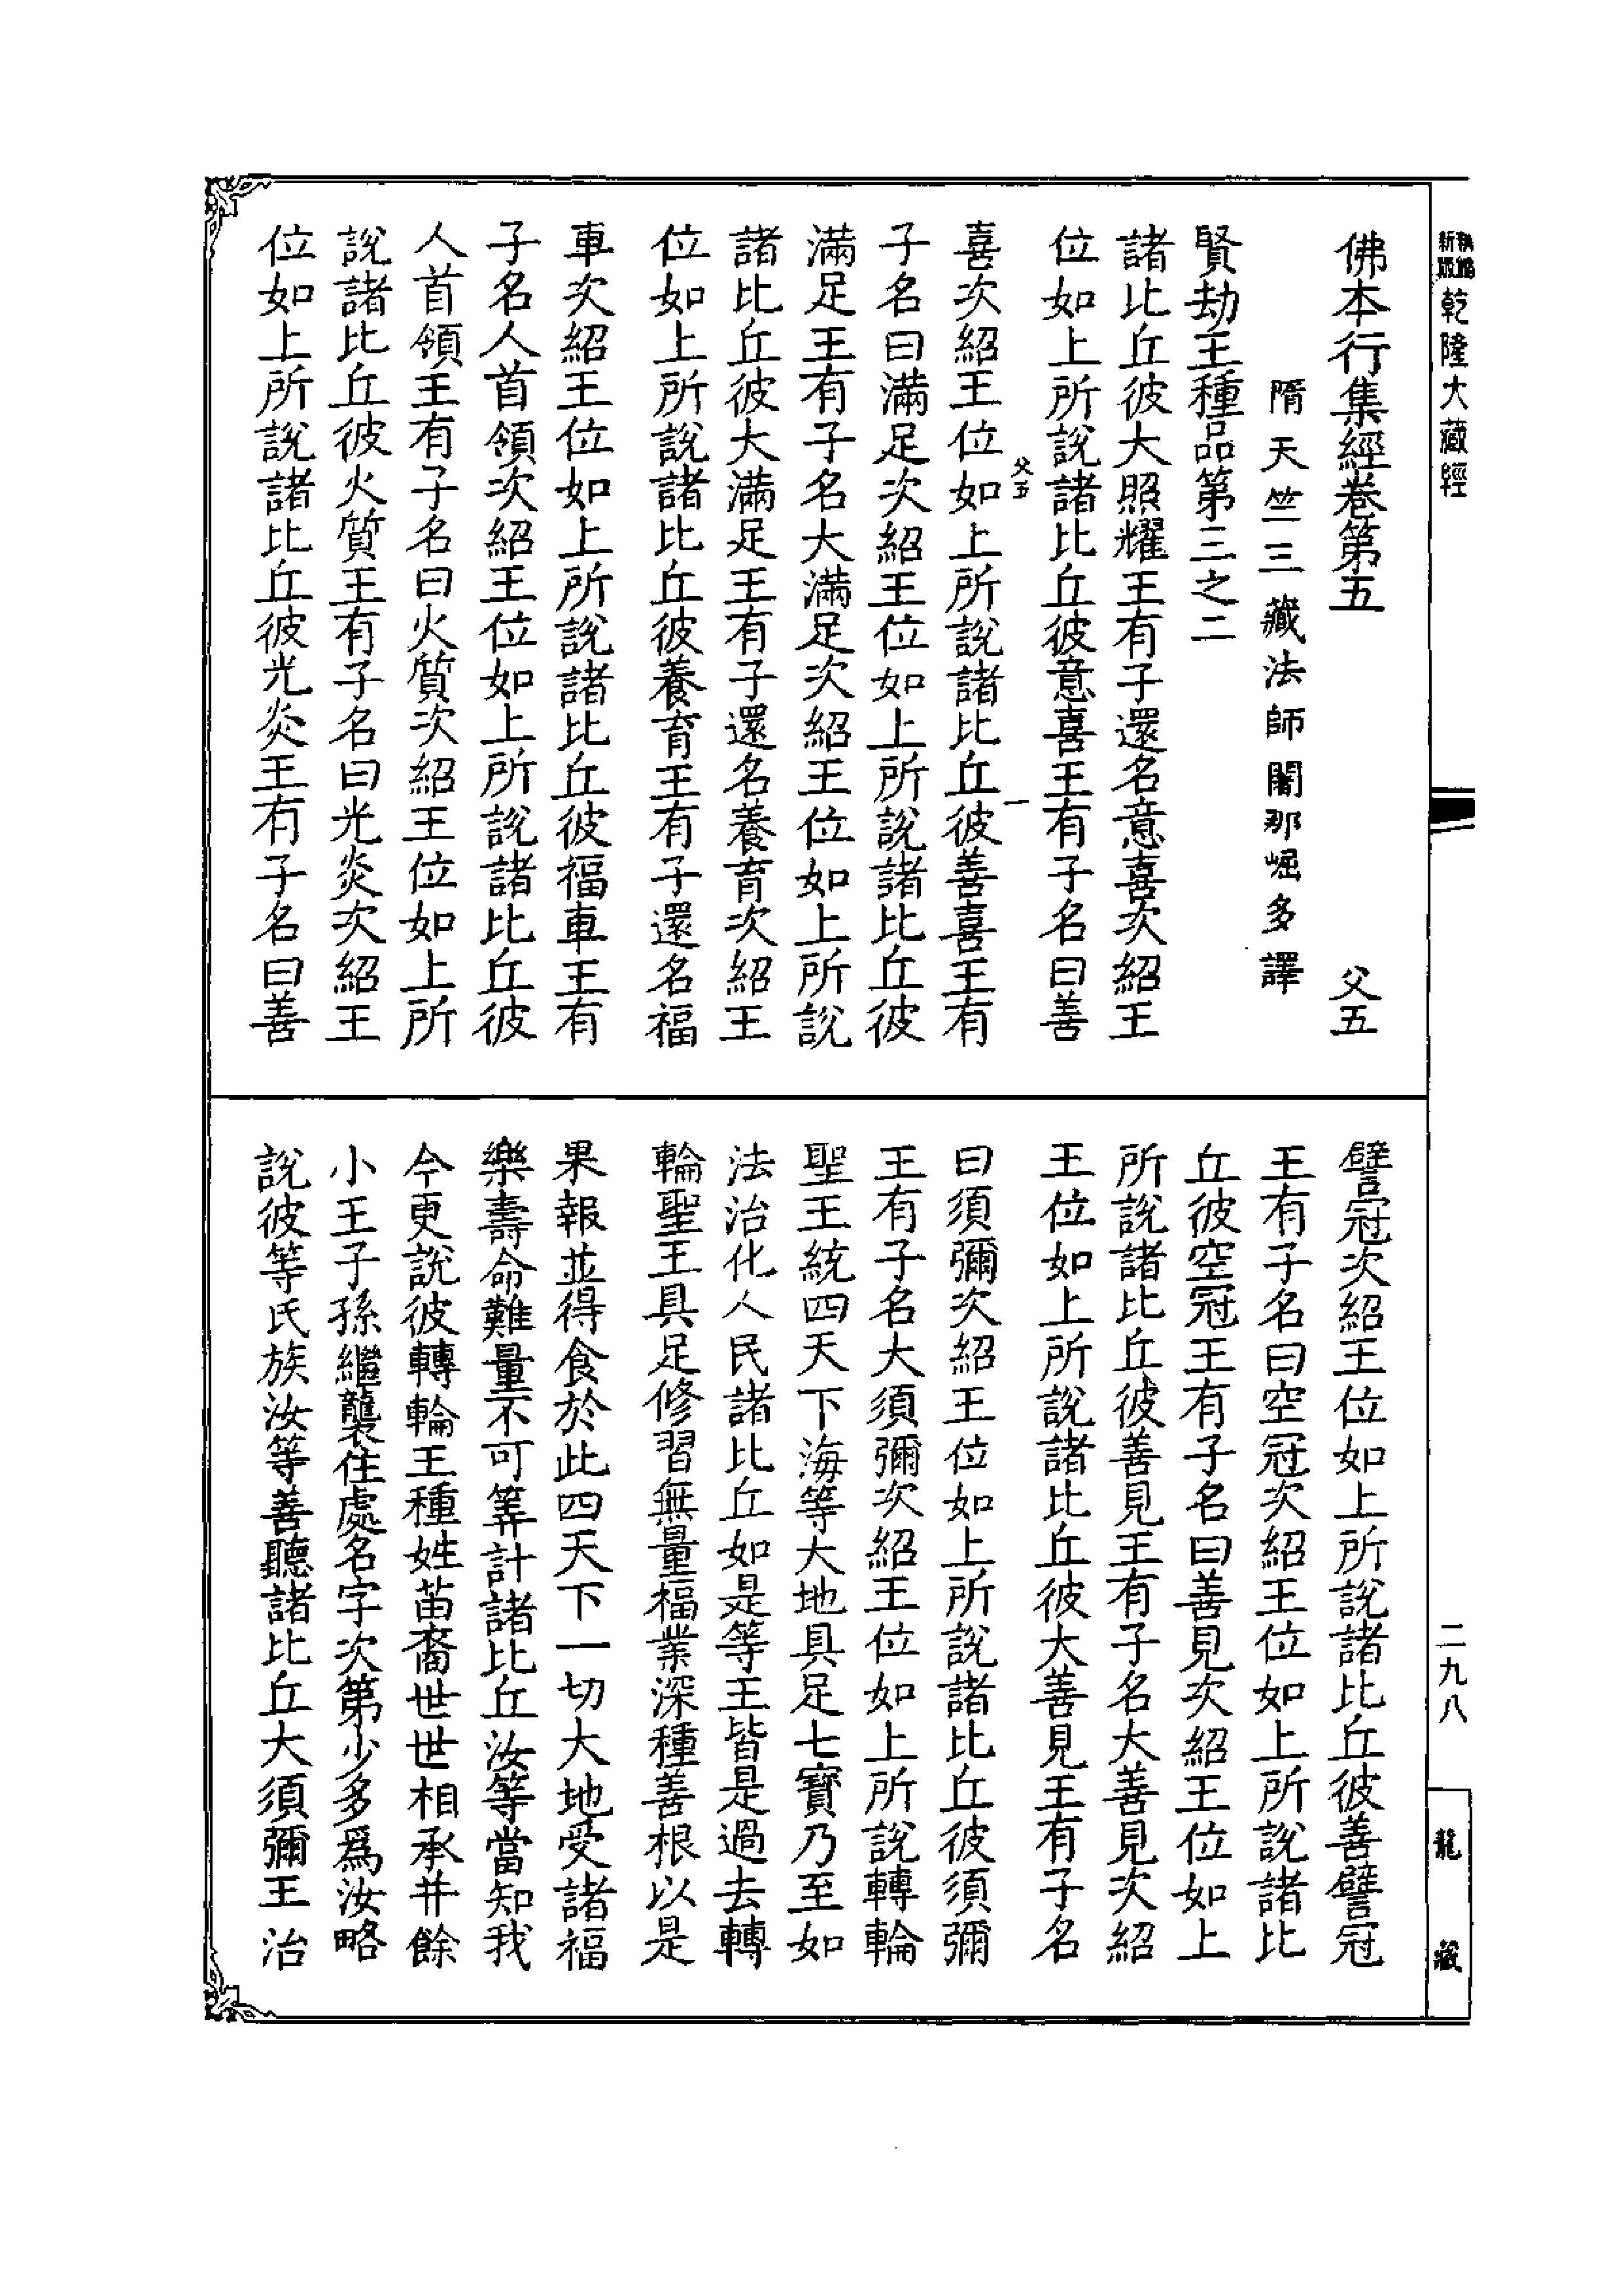 乾隆大藏經
佛本行集經卷第五 父五
隋天竺三藏法師闍那崛多譯
賢劫王種品第三之二
諸比丘彼大照耀王有子還名意喜次紹王
位如上所說諸比丘彼意喜王有子名曰善
父五 一
喜次紹王位如上所說諸比丘彼善喜王有
子名曰滿足次紹王位如上所說諸比丘彼
滿足王有子名大滿足次紹王位如上所說
諸比丘彼大滿足王有子還名養育次紹王
位如上所說諸比丘彼養育王有子還名福
車次紹王位如上所說諸比丘彼福車王有
子名人首領次紹王位如上所說諸比丘彼
人首領王有子名曰火質次紹王位如上所
說諸比丘彼火質王有子名曰光炎次紹王
位如上所說諸比丘彼光炎王有子名曰善
譬冠次紹王位如上所說諸比丘彼善譬冠
王有子名曰空冠次紹王位如上所說諸比
丘彼空冠王有子名曰善見次紹王位如上
所說諸比丘彼善見王有子名大善見次紹
王位如上所說諸比丘彼大善見王有子名
曰須彌次紹王位如上所說諸比丘彼須彌
王有子名大須彌次紹王位如上所說轉輪
聖王統四天下海等大地具足七寶乃至如
法治化人民諸比丘如是等王皆是過去轉
輪聖王具足修習無量福業深種善根以是
果報並得食於此四天下一切大地受諸福
樂壽命難量不可筭計諸比丘汝等當知我
今更說彼轉輪王種姓苗裔世世相承并餘
小王子孫繼襲住處名字次第少多爲汝略
說彼等氏族汝等善聽諸比丘大須彌王治
二九八
龍藏